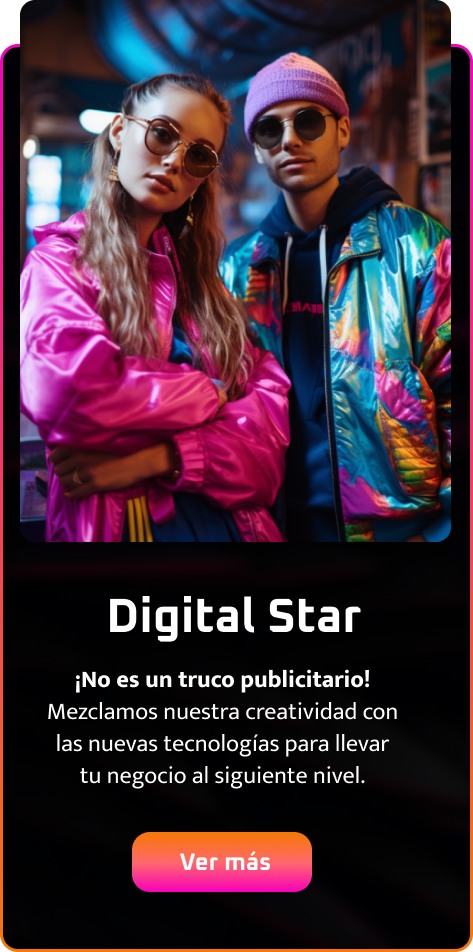 Digital Star
¡No es un truco publicitario!
Mezclamos nuestra creatividad con
las nuevas tecnologías para llevar
tu negocio al siguiente nivel.
Ver más